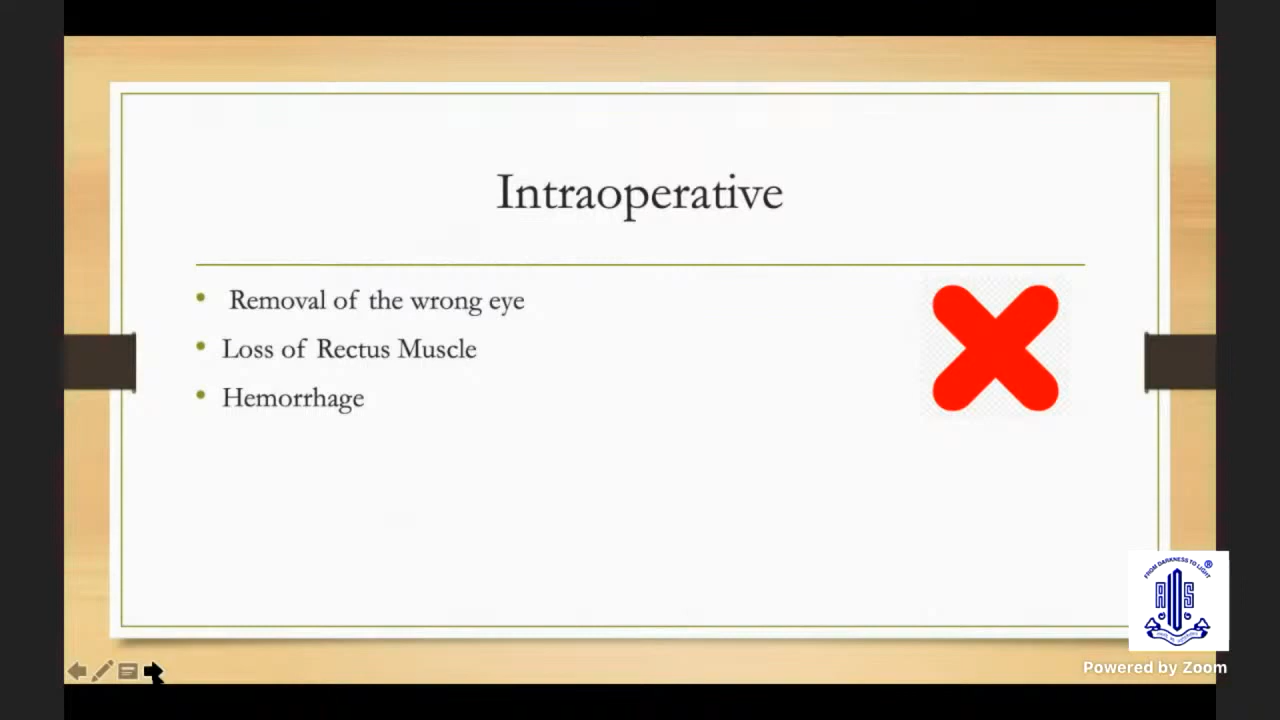 Intraoperative
• Removal of the wrong eye
• Loss of Rectus Muscle
• Hemorrhage
FROM DARKNESS TO LIGHT
®
Powered by Zoom